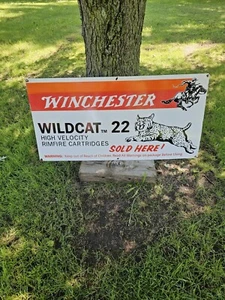 WINCHESTER
WILDCAT TM 22
HIGH VELOCITY
RIMFIRE CARTRIDGES
SOLD HERE!
WARNING: